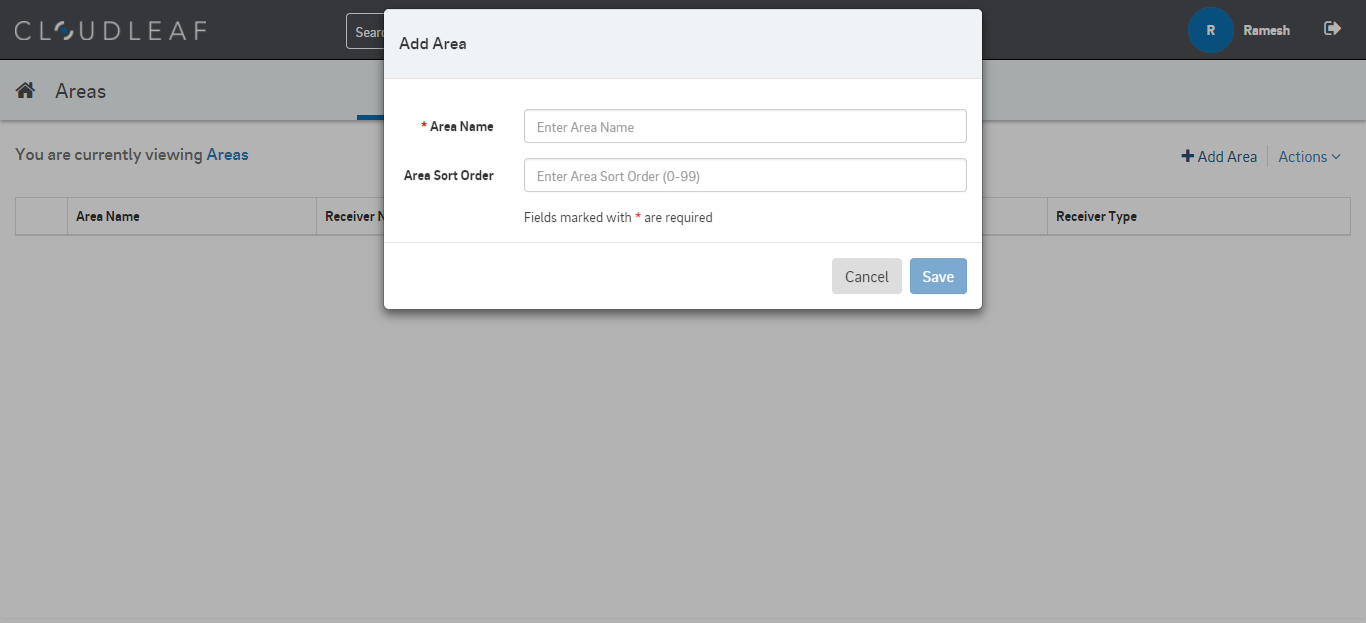 CLOUDLEAF
Sear
R
Ramesh
Add Area
Areas
* Area Name
Enter Area Name
You are currently viewing Areas
Add Area
Actions
Area Sort Order
Enter Area Sort Order (0-99)
Area Name
Receiver N
Fields marked with * are required
Receiver Type
Cancel
Save